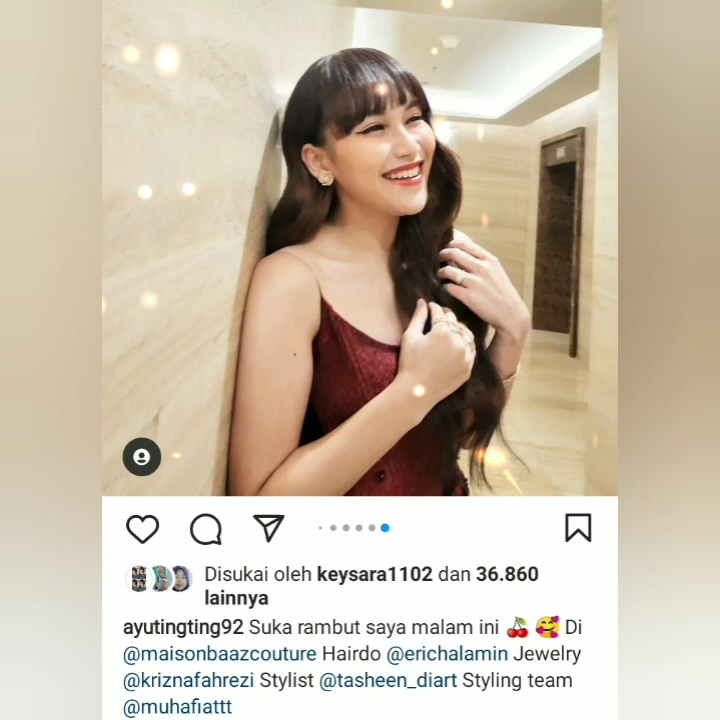 Disukai oleh keysara1102 dan 36.860
lainnya
ayutingting92 Suka rambut saya malam ini 🍒 🥰 Di
@maisonbaazcouture Hairdo @erichalamin Jewelry
@kriznafahrezi Stylist @tasheen_diart Styling team
@muhafiattt